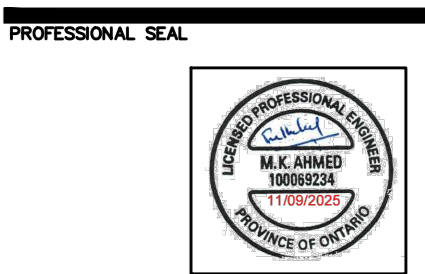 PROFESSIONAL SEAL
LICENSED PROFESSIONAL ENGINEER
M.K. AHMED
100069234
11/09/2025
PROVINCE OF ONTARIO